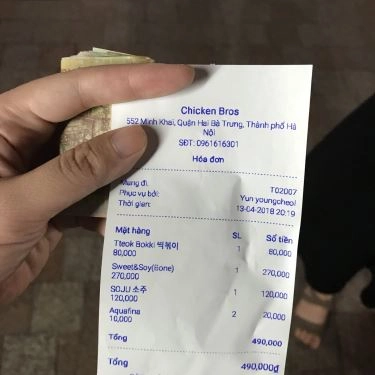 Chicken Bros
552 Minh Khai, Quận Hai Bà Trưng, Thành phố Hà
Nội
SĐT: 0961616301
Hóa đơn
Mang đi. T02007
Phục vụ bởi: Yun youngcheol
Thời gian: 13-04-2018 20:19
Mặt hàng SL Số tiền
Tteok Bokki 떡볶이 1 80,000
80,000
Sweet&Soy(Bone) 1 270,000
270,000
SOJU 소주 1 120,000
120,000
Aquafina 2 20,000
10,000
Tổng 490,000
Tổng 490,000₫